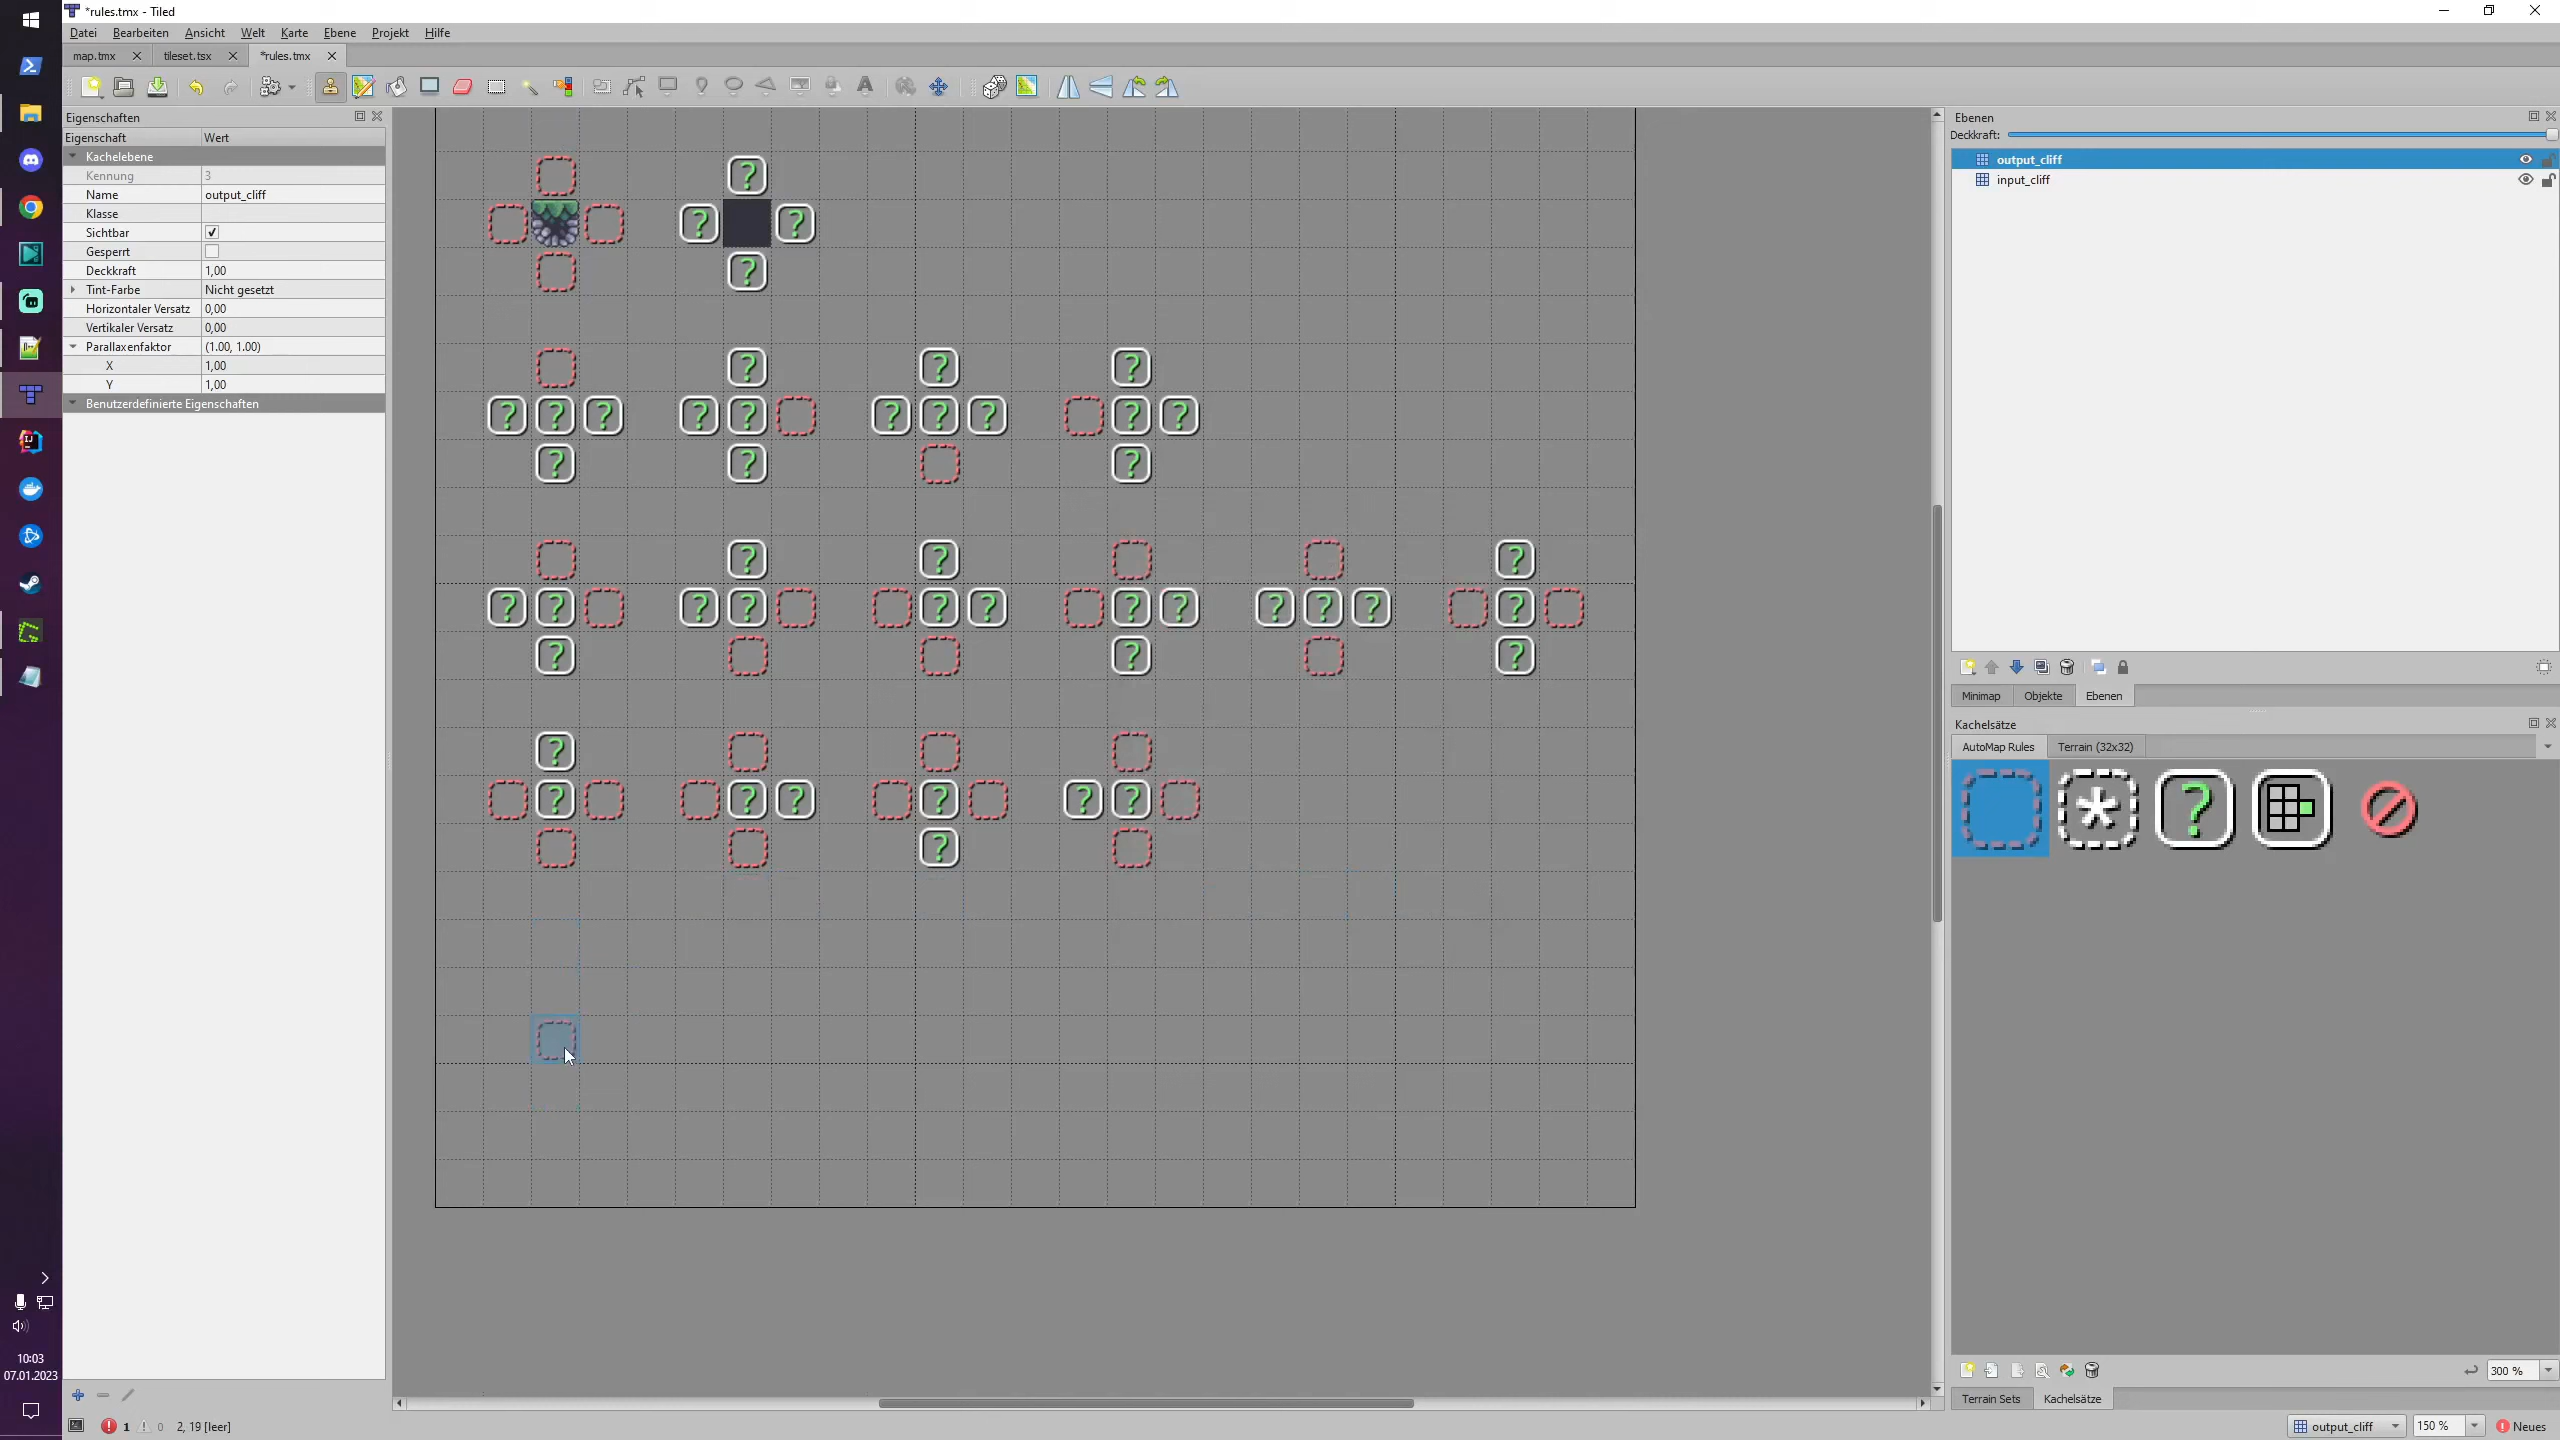 *rules.tmx - Tiled
Datei Bearbeiten Ansicht Welt Karte Ebene Projekt Hilfe
map.tmx tileset.tsx *rules.tmx
Eigenschaften
Eigenschaft Wert
Kachelebene
Kennung 3
Name output_cliff
Klasse
Sichtbar
Gesperrt
Deckkraft 1,00
Tint-Farbe Nicht gesetzt
Horizontaler Versatz 0,00
Vertikaler Versatz 0,00
Parallaxenfaktor (1.00, 1.00)
X 1,00
Y 1,00
Benutzerdefinierte Eigenschaften
?
? ?
?
? ? ?
? ? ? ? ? ? ? ? ? ?
? ? ?
? ? ?
? ? ? ? ? ? ? ? ? ? ?
? ? ?
?
? ? ? ? ? ?
?
Ebenen
Deckkraft:
output_cliff
input_cliff
Minimap Objekte Ebenen
Kachelsätze
AutoMap Rules Terrain (32x32)
* ?
300 %
Terrain Sets Kachelsätze
10:03
07.01.2023
1 0 2, 19 [leer]
output_cliff 150 % Neues